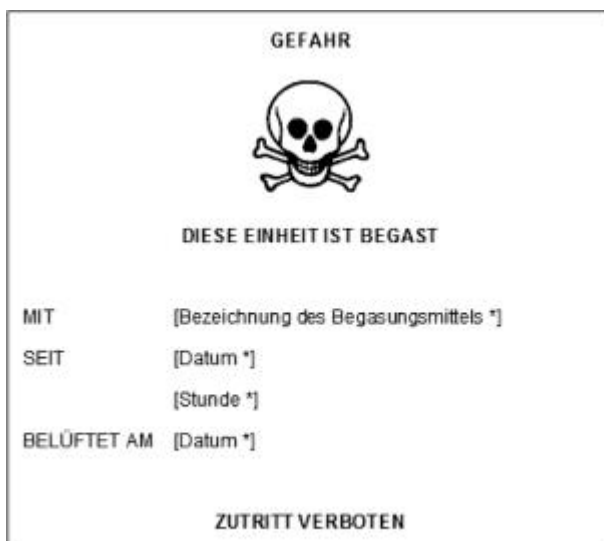 GEFAHR
DIESE EINHEIT IST BEGAST
MIT [Bezeichnung des Begasungsmittels *]
SEIT [Datum *]
[Stunde *]
BELÜFTET AM [Datum *]
ZUTRITT VERBOTEN